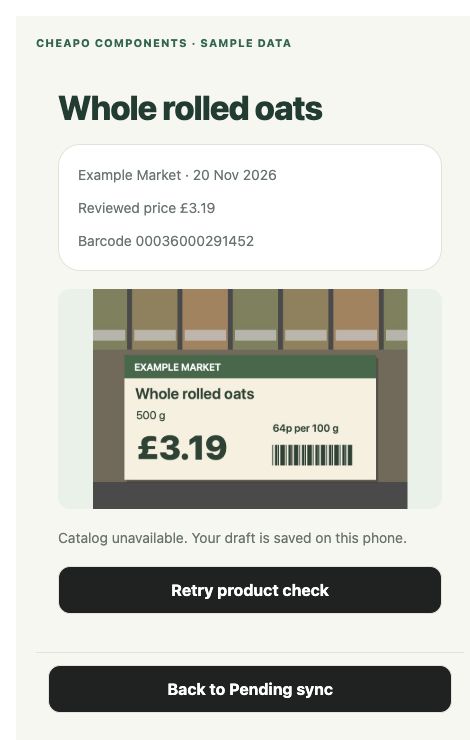 CHEAPO COMPONENTS · SAMPLE DATA
Whole rolled oats
Example Market · 20 Nov 2026
Reviewed price £3.19
Barcode 00036000291452
EXAMPLE MARKET
Whole rolled oats
500 g
64p per 100 g
£3.19
Catalog unavailable. Your draft is saved on this phone.
Retry product check
Back to Pending sync